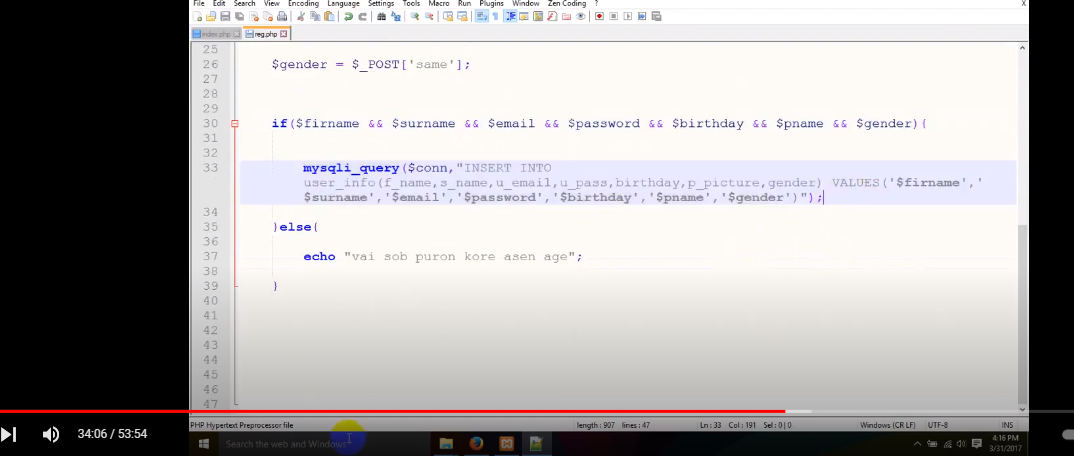 File Edit Search View Encoding Language Settings Tools Macro Run Plugins Window Zen Coding ? X
index.php reg.php
25
26 $gender = $_POST['same'];
27
28
29
30 if($firname && $surname && $email && $password && $birthday && $pname && $gender){
31
32
33 mysqli_query($conn,"INSERT INTO
user_info(f_name,s_name,u_email,u_pass,birthday,p_picture,gender) VALUES('$firname','
$surname','$email','$password','$birthday','$pname','$gender')");
34
35 }else{
36
37 echo "vai sob puron kore asen age";
38
39 }
40
41
42
43
44
45
46
47
PHP Hypertext Preprocessor file length : 907 lines : 47 Ln : 33 Col : 191 Sel : 0 | 0 Windows (CR LF) UTF-8 INS
34:06 / 53:54
Search the web and Windows
4:16 PM
3/31/2017